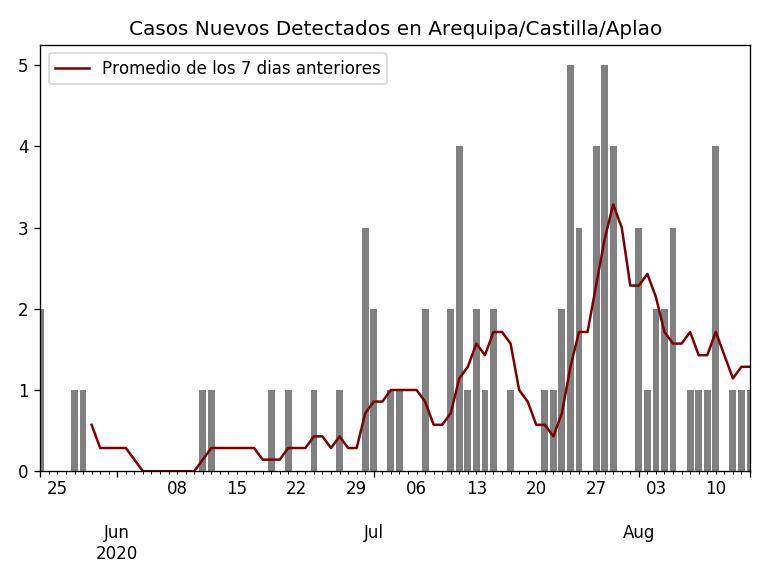 Casos Nuevos Detectados en Arequipa/Castilla/Aplao
Promedio de los 7 dias anteriores
5
4
3
2
1
0
25 08 15 22 29 06 13 20 27 03 10
Jun Jul Aug
2020